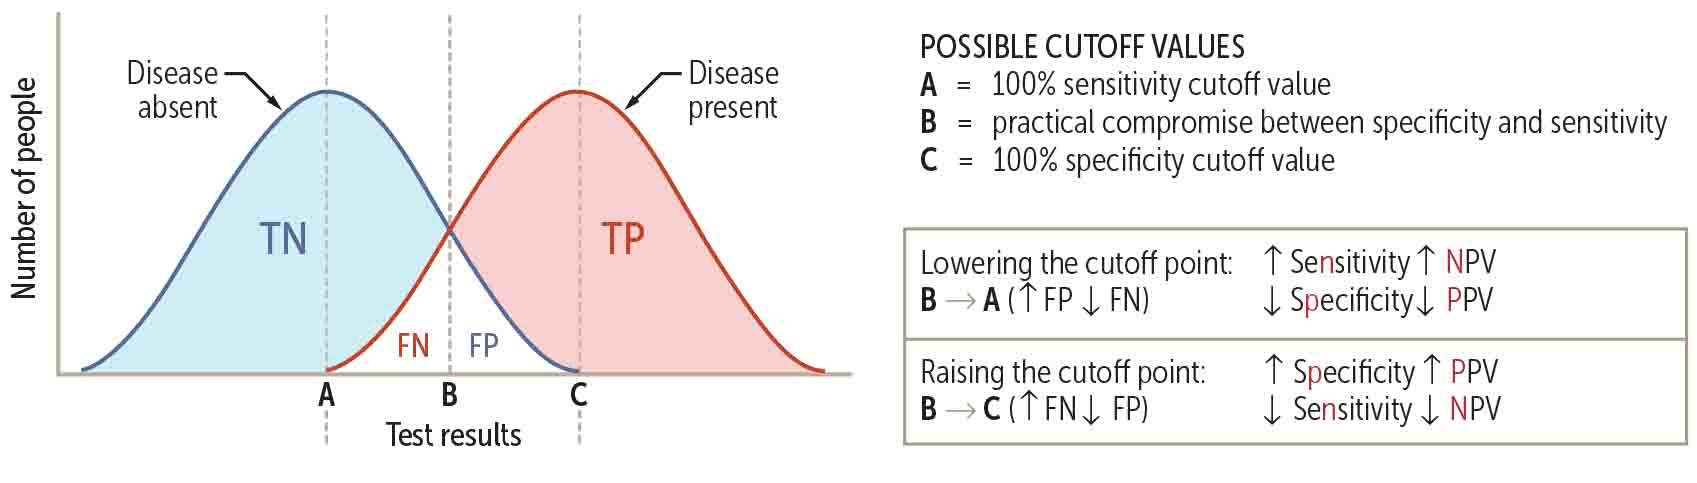 Number of people
Disease
absent
Disease
present
TN
TP
FN
FP
A
B
C
Test results
POSSIBLE CUTOFF VALUES
A = 100% sensitivity cutoff value
B = practical compromise between specificity and sensitivity
C = 100% specificity cutoff value
Lowering the cutoff point: ↑ Sensitivity ↑ NPV
B → A (↑ FP ↓ FN) ↓ Specificity ↓ PPV
Raising the cutoff point: ↑ Specificity ↑ PPV
B → C (↑ FN ↓ FP) ↓ Sensitivity ↓ NPV